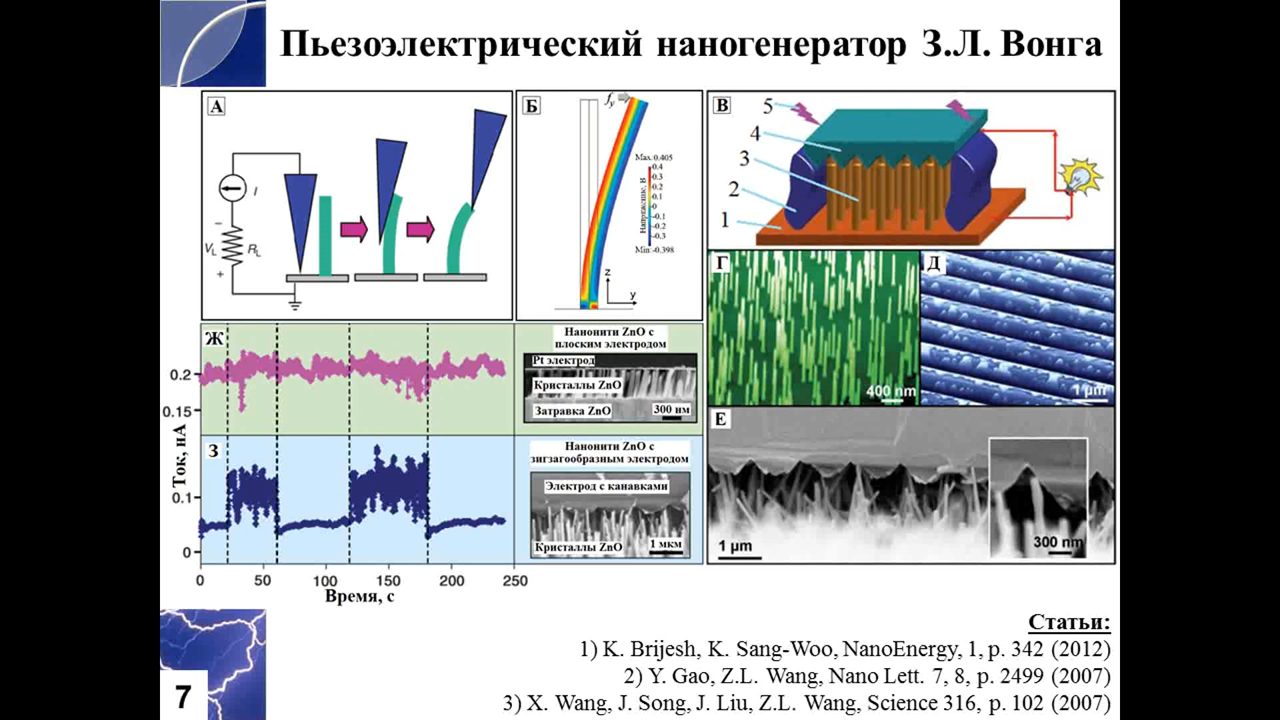 Пьезоэлектрический наногенератор З.Л. Вонга
А
I
−
VL
RL
+
Б
fy
Max. 0.405
0.4
0.3
0.2
0.1
0
-0.1
-0.2
-0.3
Min: -0.398
Напряжение, В
z
y
В
5
4
3
2
1
Г
400 nm
Д
1 µm
Ж
0.2
0.15
З
0.1
0
Ток, нА
0
50
100
150
200
250
Время, с
Нанонити ZnO с
плоским электродом
Pt электрод
Кристаллы ZnO
Затравка ZnO
300 нм
Нанонити ZnO с
зигзагообразным электродом
Электрод с канавками
1 мкм
Кристаллы ZnO
Е
1 µm
300 nm
Статьи:
1) K. Brijesh, K. Sang-Woo, NanoEnergy, 1, p. 342 (2012)
2) Y. Gao, Z.L. Wang, Nano Lett. 7, 8, p. 2499 (2007)
3) X. Wang, J. Song, J. Liu, Z.L. Wang, Science 316, p. 102 (2007)
7